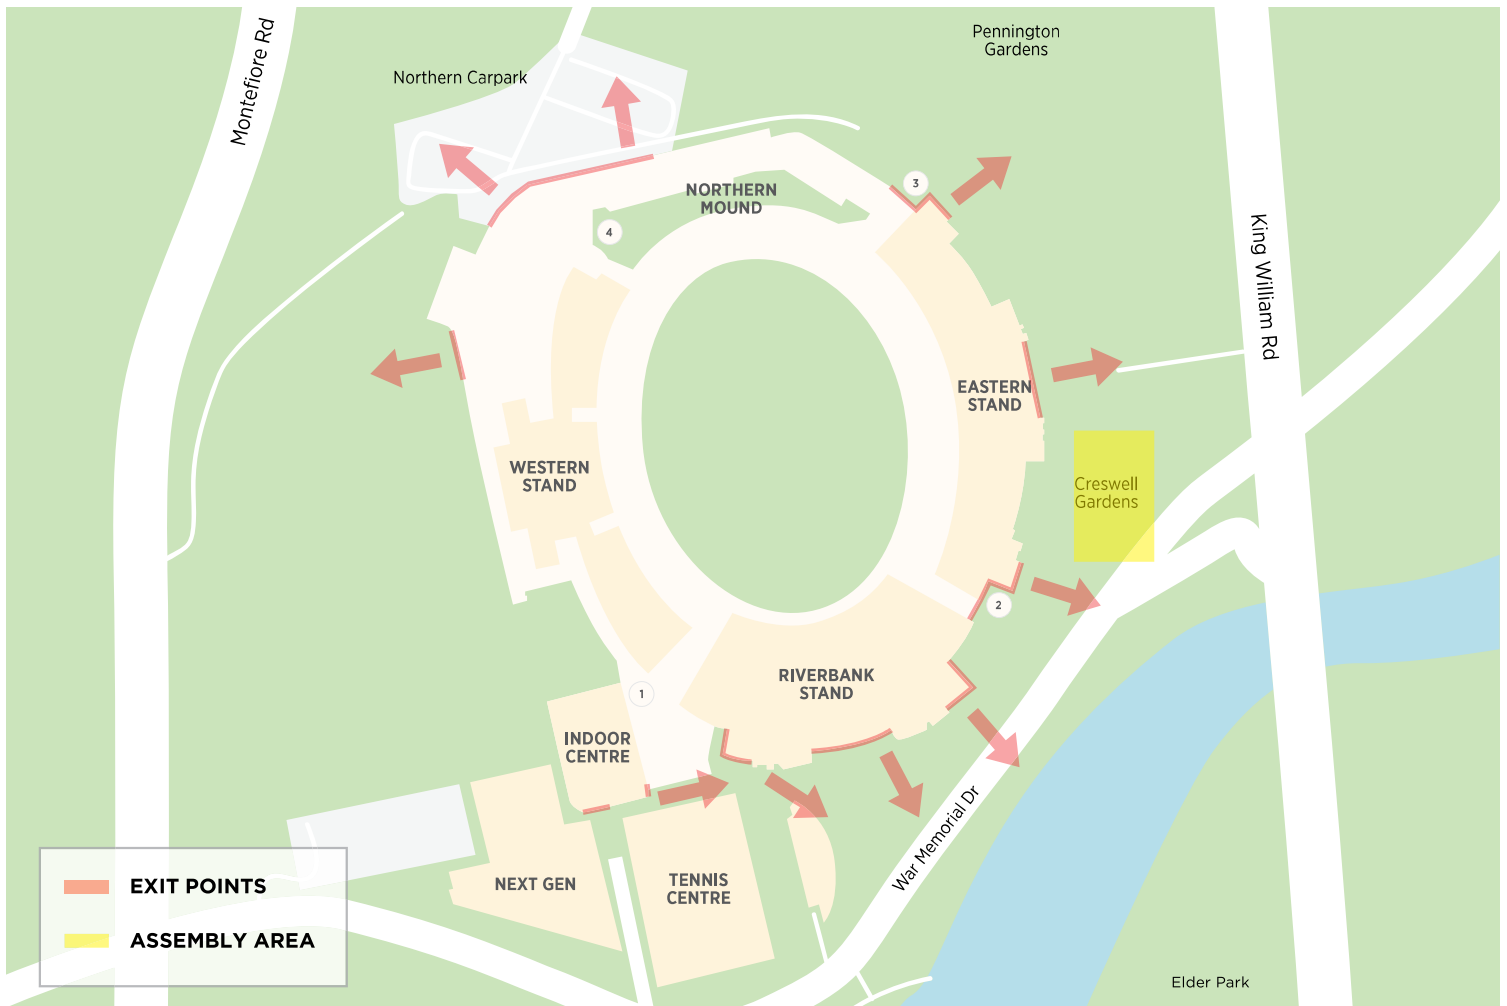 Pennington
Gardens
Montefiore Rd
Northern Carpark
3
NORTHERN
MOUND
4
King William Rd
EASTERN
STAND
WESTERN
STAND
Creswell
Gardens
2
RIVERBANK
STAND
1
INDOOR
CENTRE
War Memorial Dr
NEXT GEN
TENNIS
CENTRE
EXIT POINTS
ASSEMBLY AREA
Elder Park